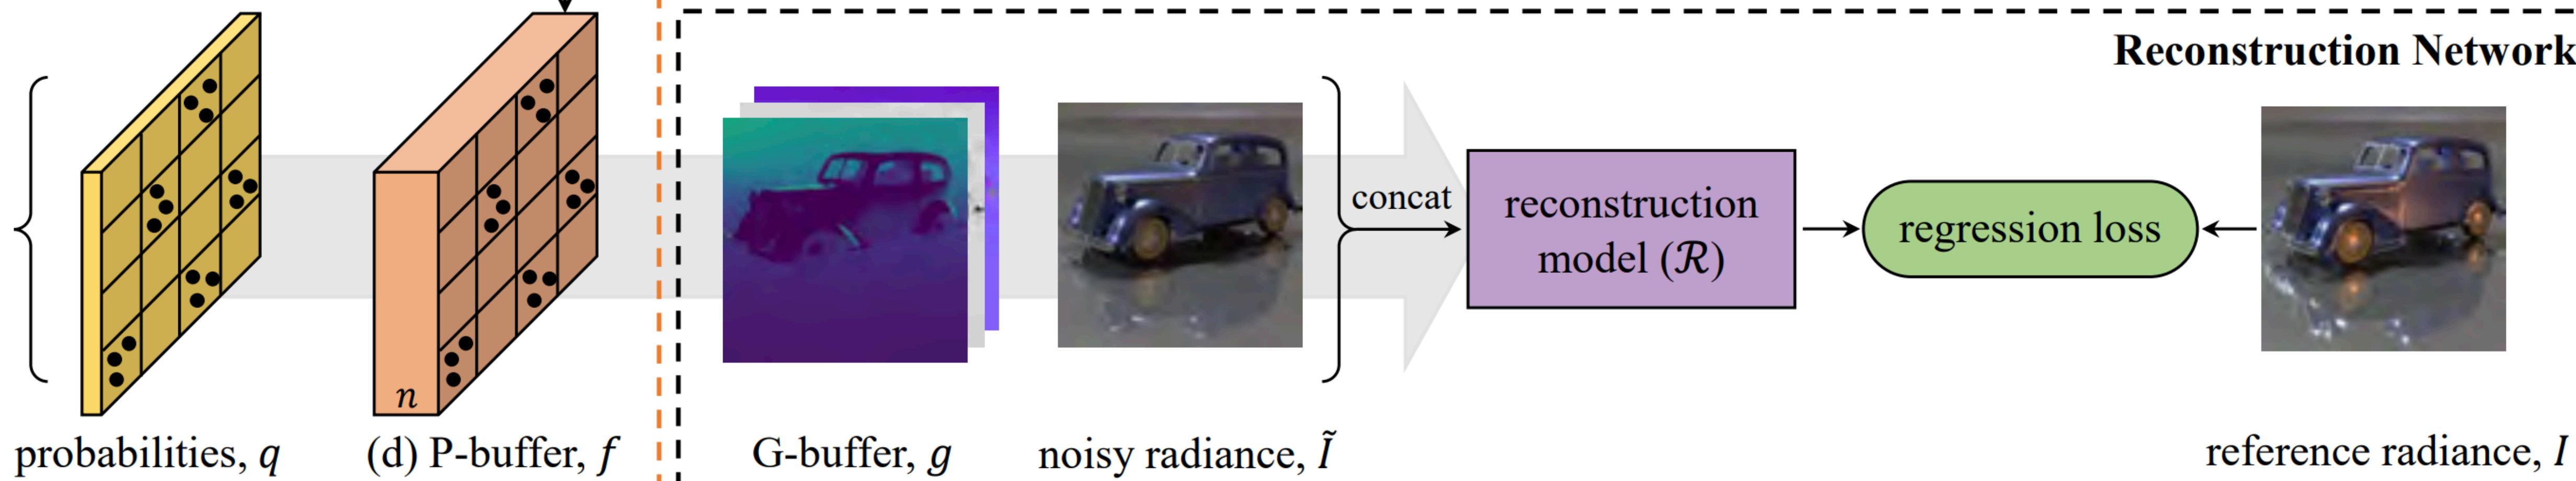 Reconstruction Network
concat
reconstruction
model (ℛ)
regression loss
n
probabilities, q
(d) P-buffer, f
G-buffer, g
noisy radiance, Ĩ
reference radiance, I